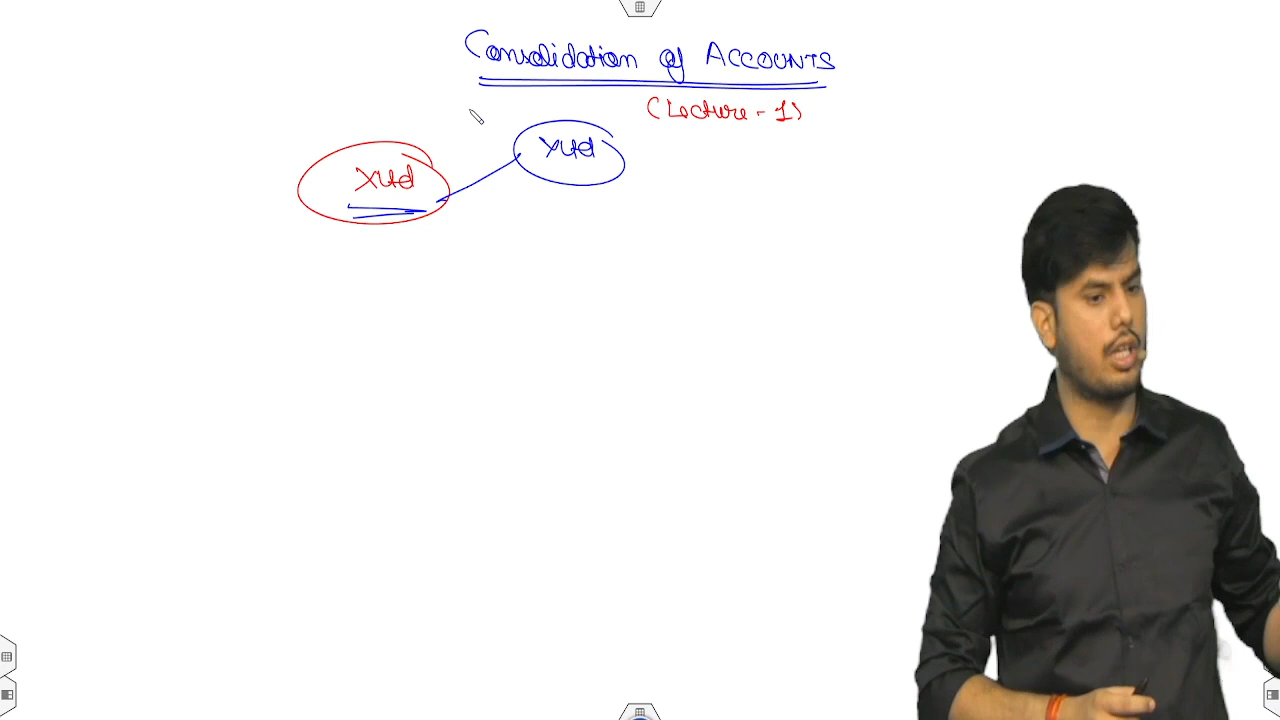 Consolidation of ACCOUNTS
(Lecture - 1)
Xltd
Yltd